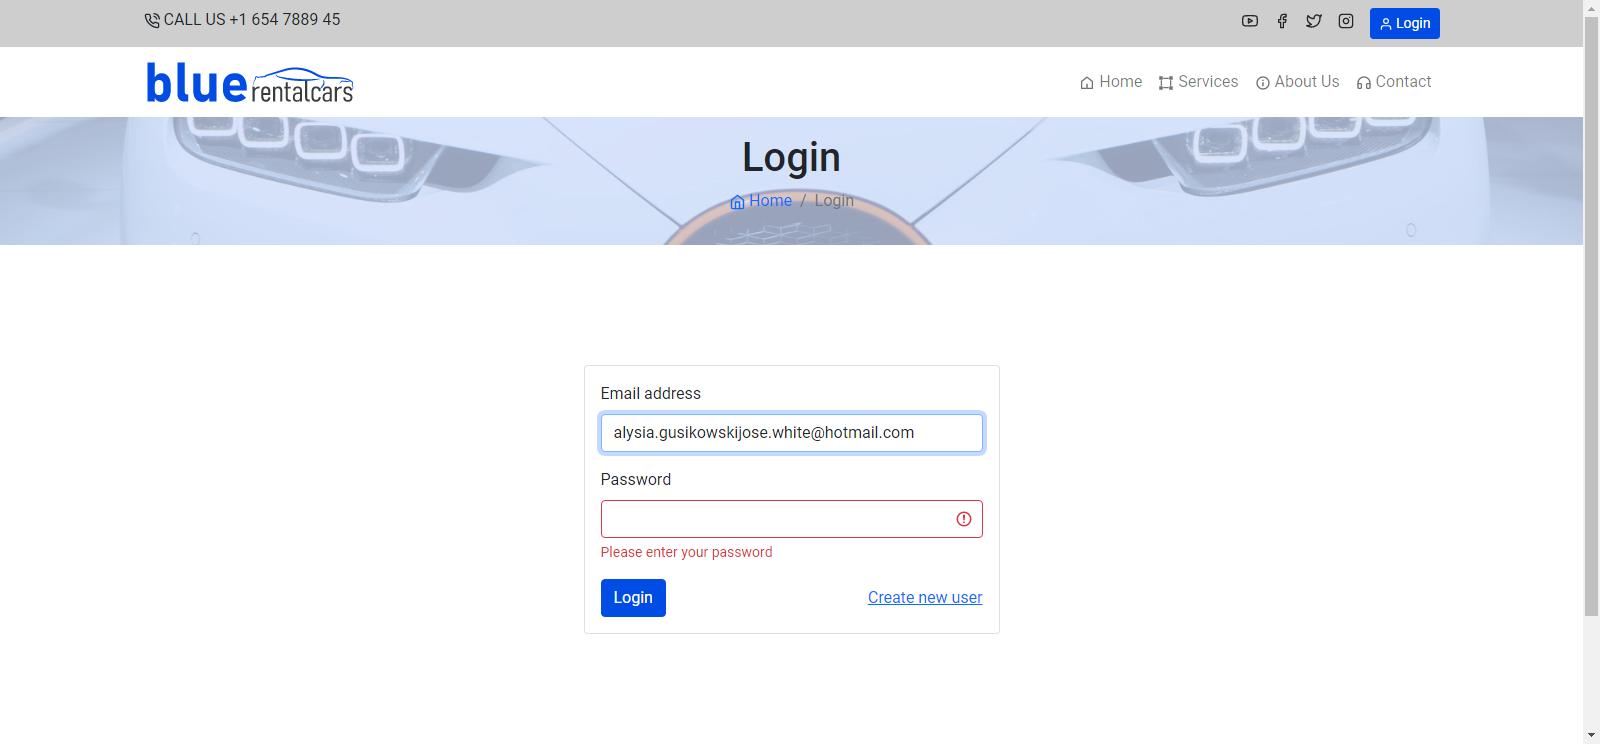 CALL US +1 654 7889 45
Login
blue rentalcars
Home
Services
About Us
Contact
Login
Home / Login
Email address
alysia.gusikowskijose.white@hotmail.com
Password
Please enter your password
Login
Create new user